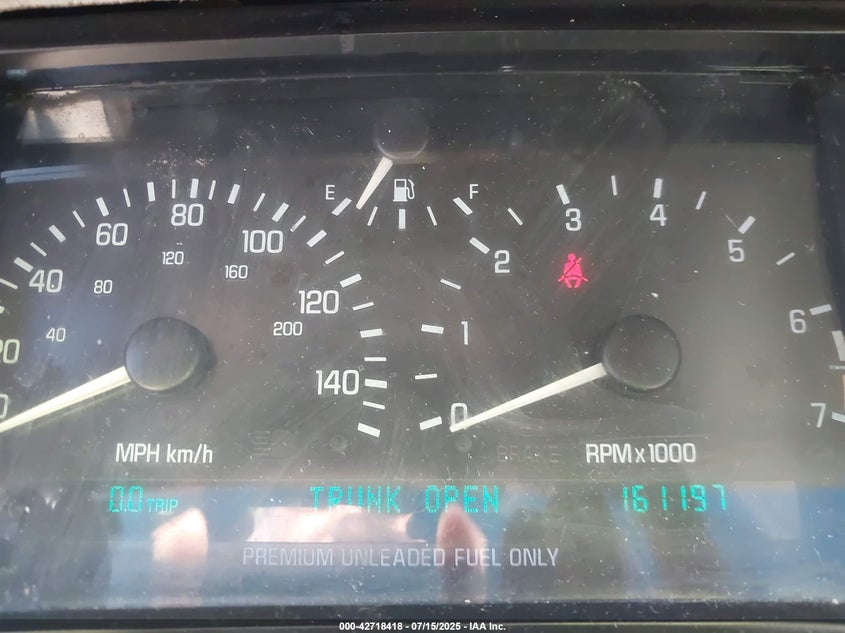 E F
20 40 60 80 100 120 140
40 80 120 160 200
0 1 2 3 4 5 6 7
MPH km/h
BRAKE
RPM x 1000
0.0 TRIP TRUNK OPEN 161197
PREMIUM UNLEADED FUEL ONLY
000-42718418 - 07/15/2025 - IAA Inc.